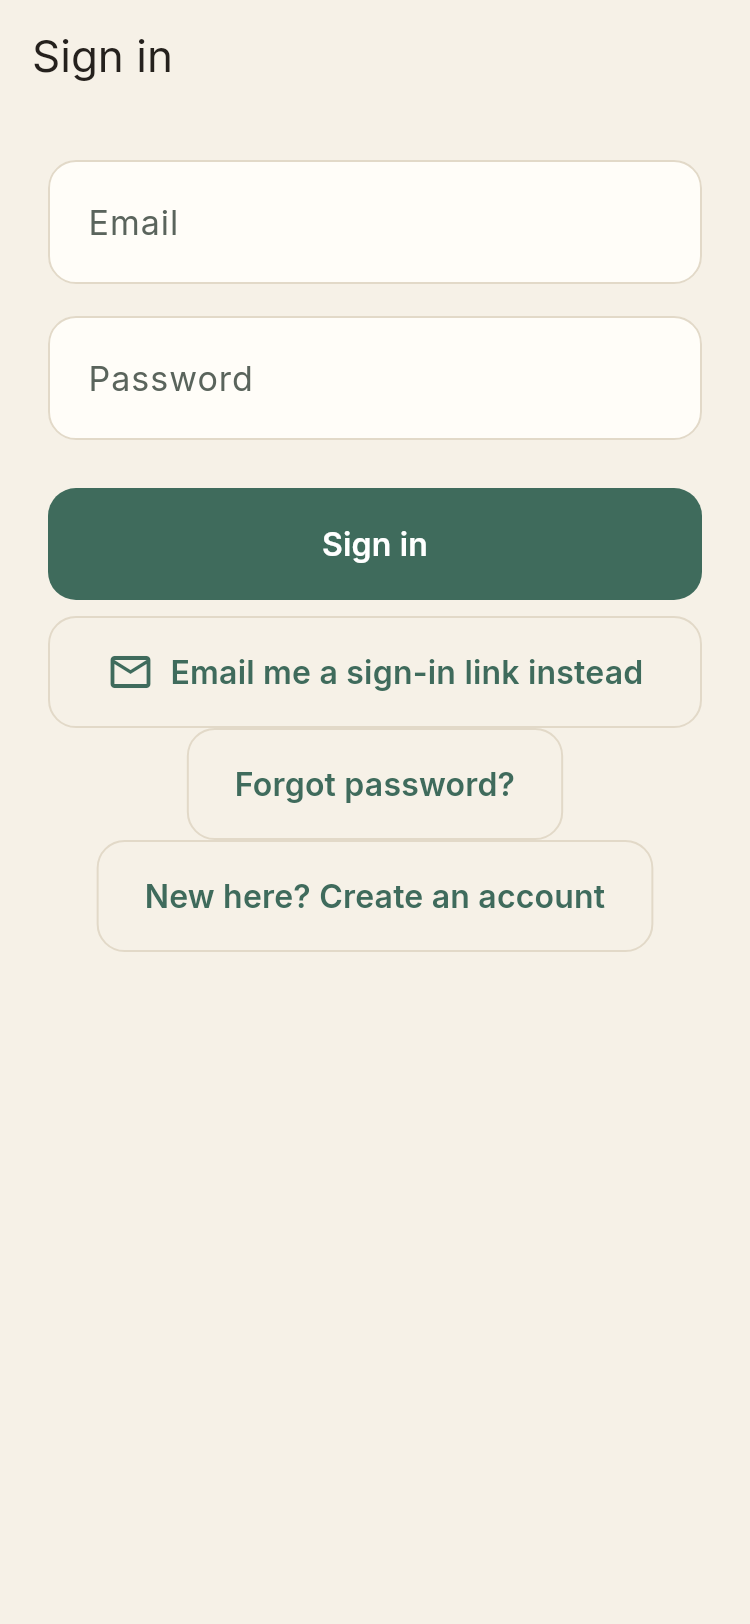 Sign in
Email
Password
Sign in
Email me a sign-in link instead
Forgot password?
New here? Create an account